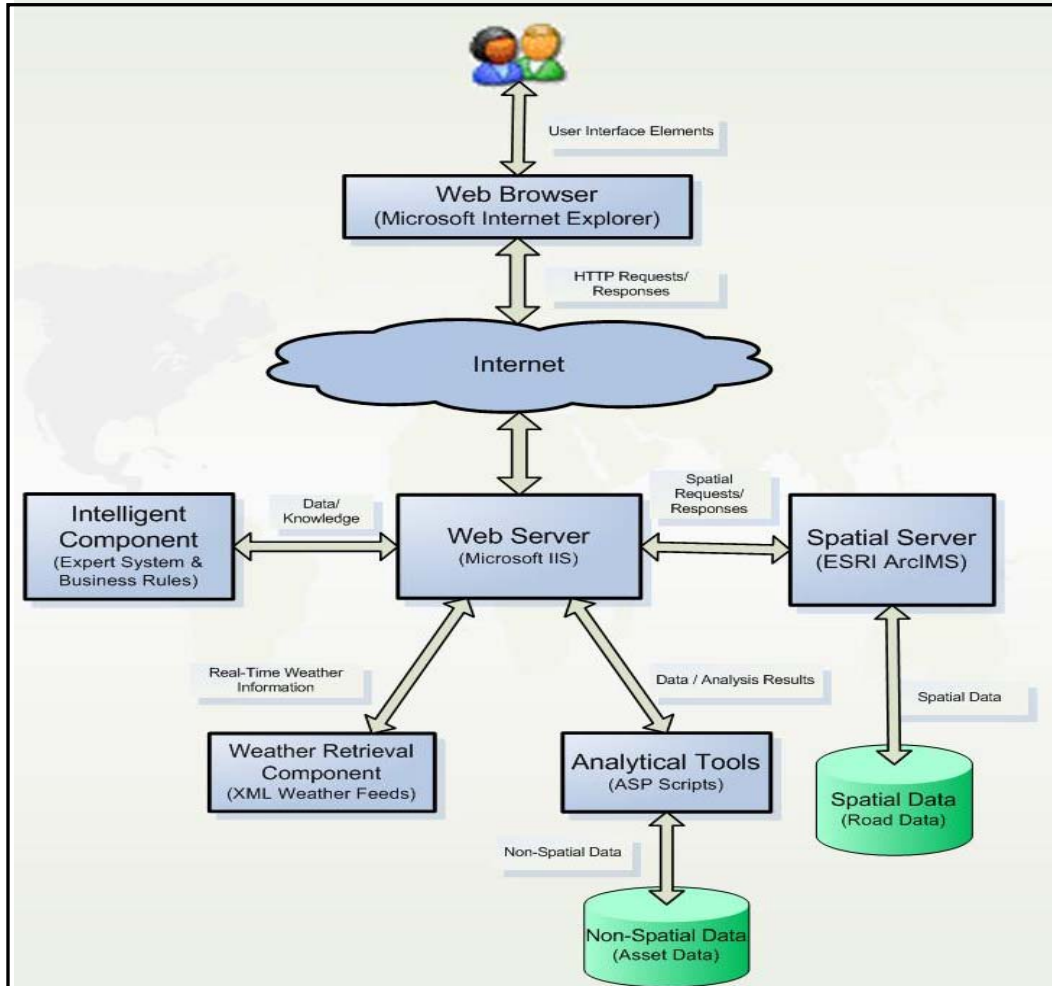 User Interface Elements
Web Browser
(Microsoft Internet Explorer)
HTTP Requests/
Responses
Internet
Intelligent
Component
(Expert System &
Business Rules)
Data/
Knowledge
Web Server
(Microsoft IIS)
Spatial
Requests/
Responses
Spatial Server
(ESRI ArcIMS)
Real-Time Weather
Information
Data / Analysis Results
Spatial Data
Weather Retrieval
Component
(XML Weather Feeds)
Analytical Tools
(ASP Scripts)
Spatial Data
(Road Data)
Non-Spatial Data
Non-Spatial Data
(Asset Data)